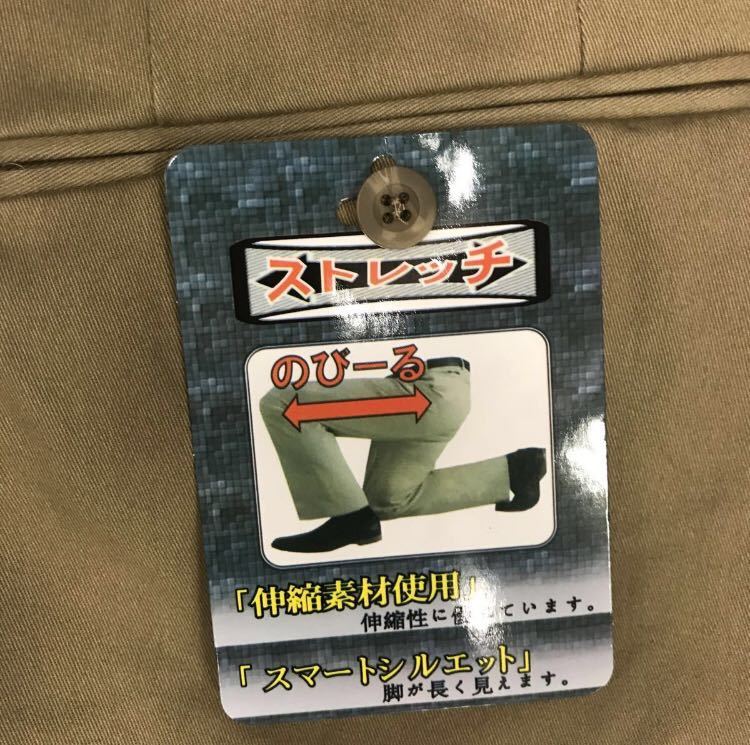 ストレッチ
のびーる
「伸縮素材使用」
伸縮性に優れています。
「スマートシルエット」
脚が長く見えます。